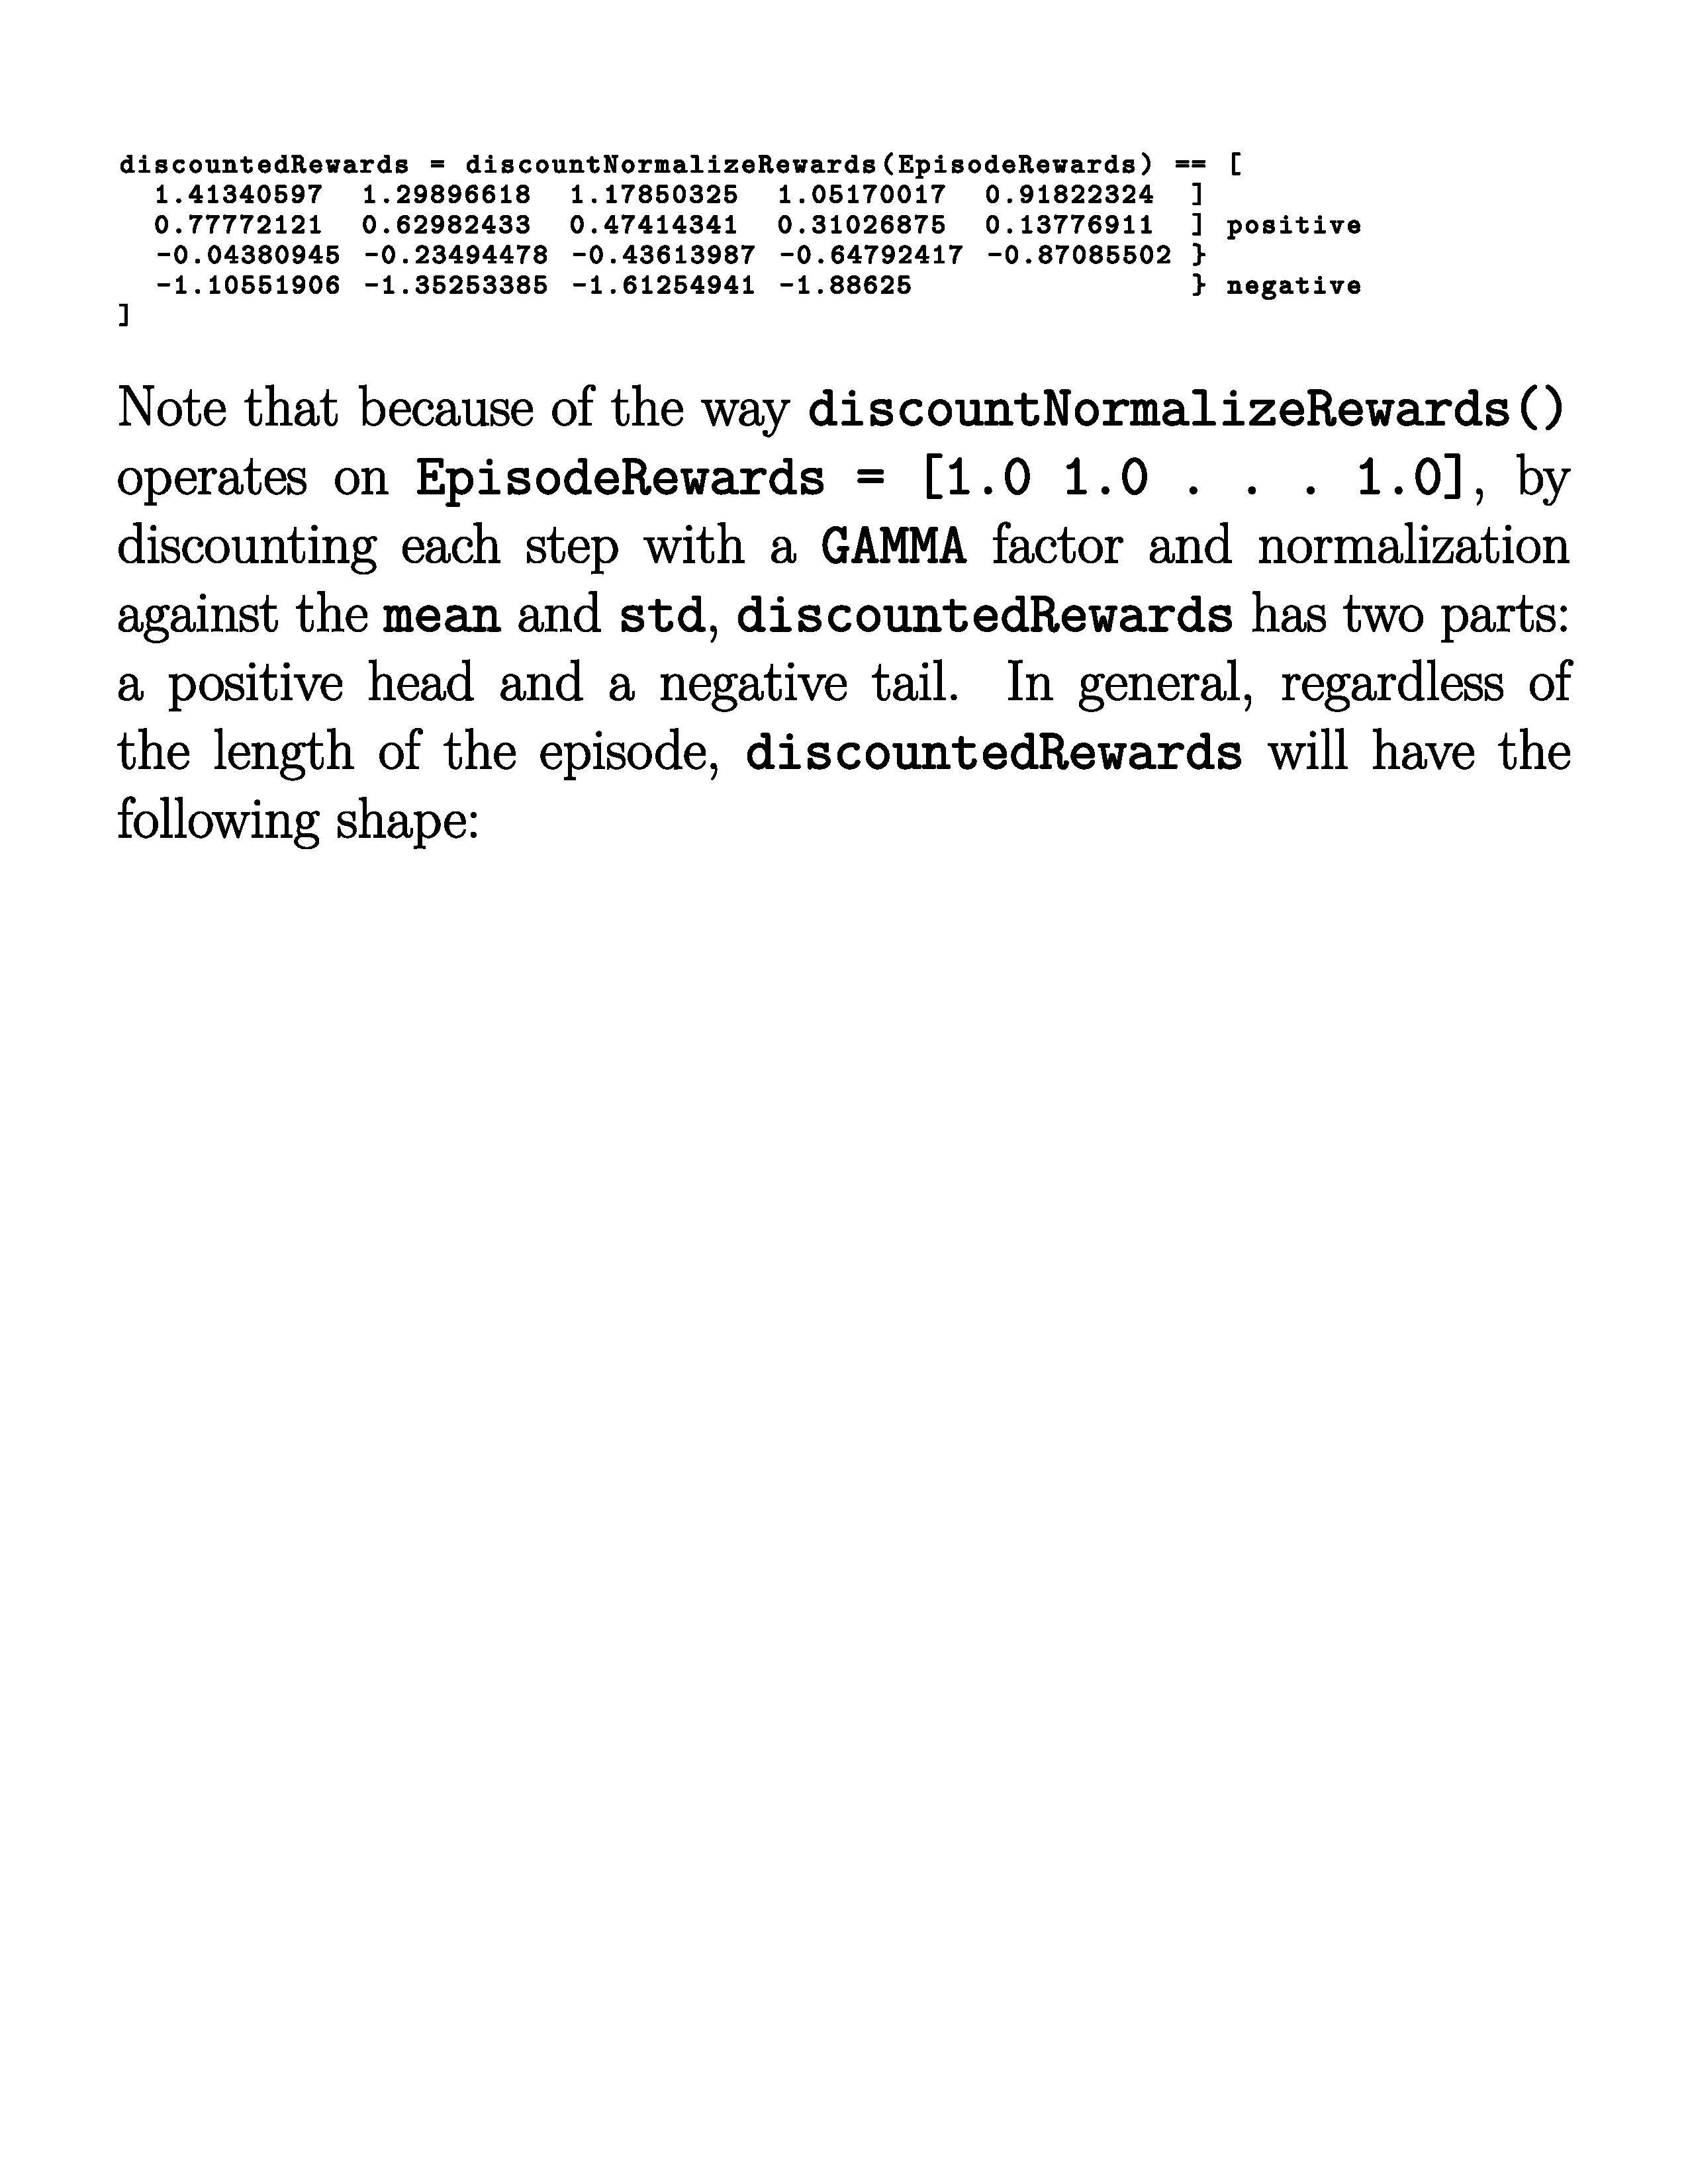 discountedRewards = discountNormalizeRewards(EpisodeRewards) == [
1.41340597 1.29896618 1.17850325 1.05170017 0.91822324 ]
0.77772121 0.62982433 0.47414341 0.31026875 0.13776911 ] positive
-0.04380945 -0.23494478 -0.43613987 -0.64792417 -0.87085502 }
-1.10551906 -1.35253385 -1.61254941 -1.88625 } negative
]
Note that because of the way discountNormalizeRewards()
operates on EpisodeRewards = [1.0 1.0 . . . 1.0], by
discounting each step with a GAMMA factor and normalization
against the mean and std, discountedRewards has two parts:
a positive head and a negative tail. In general, regardless of
the length of the episode, discountedRewards will have the
following shape: